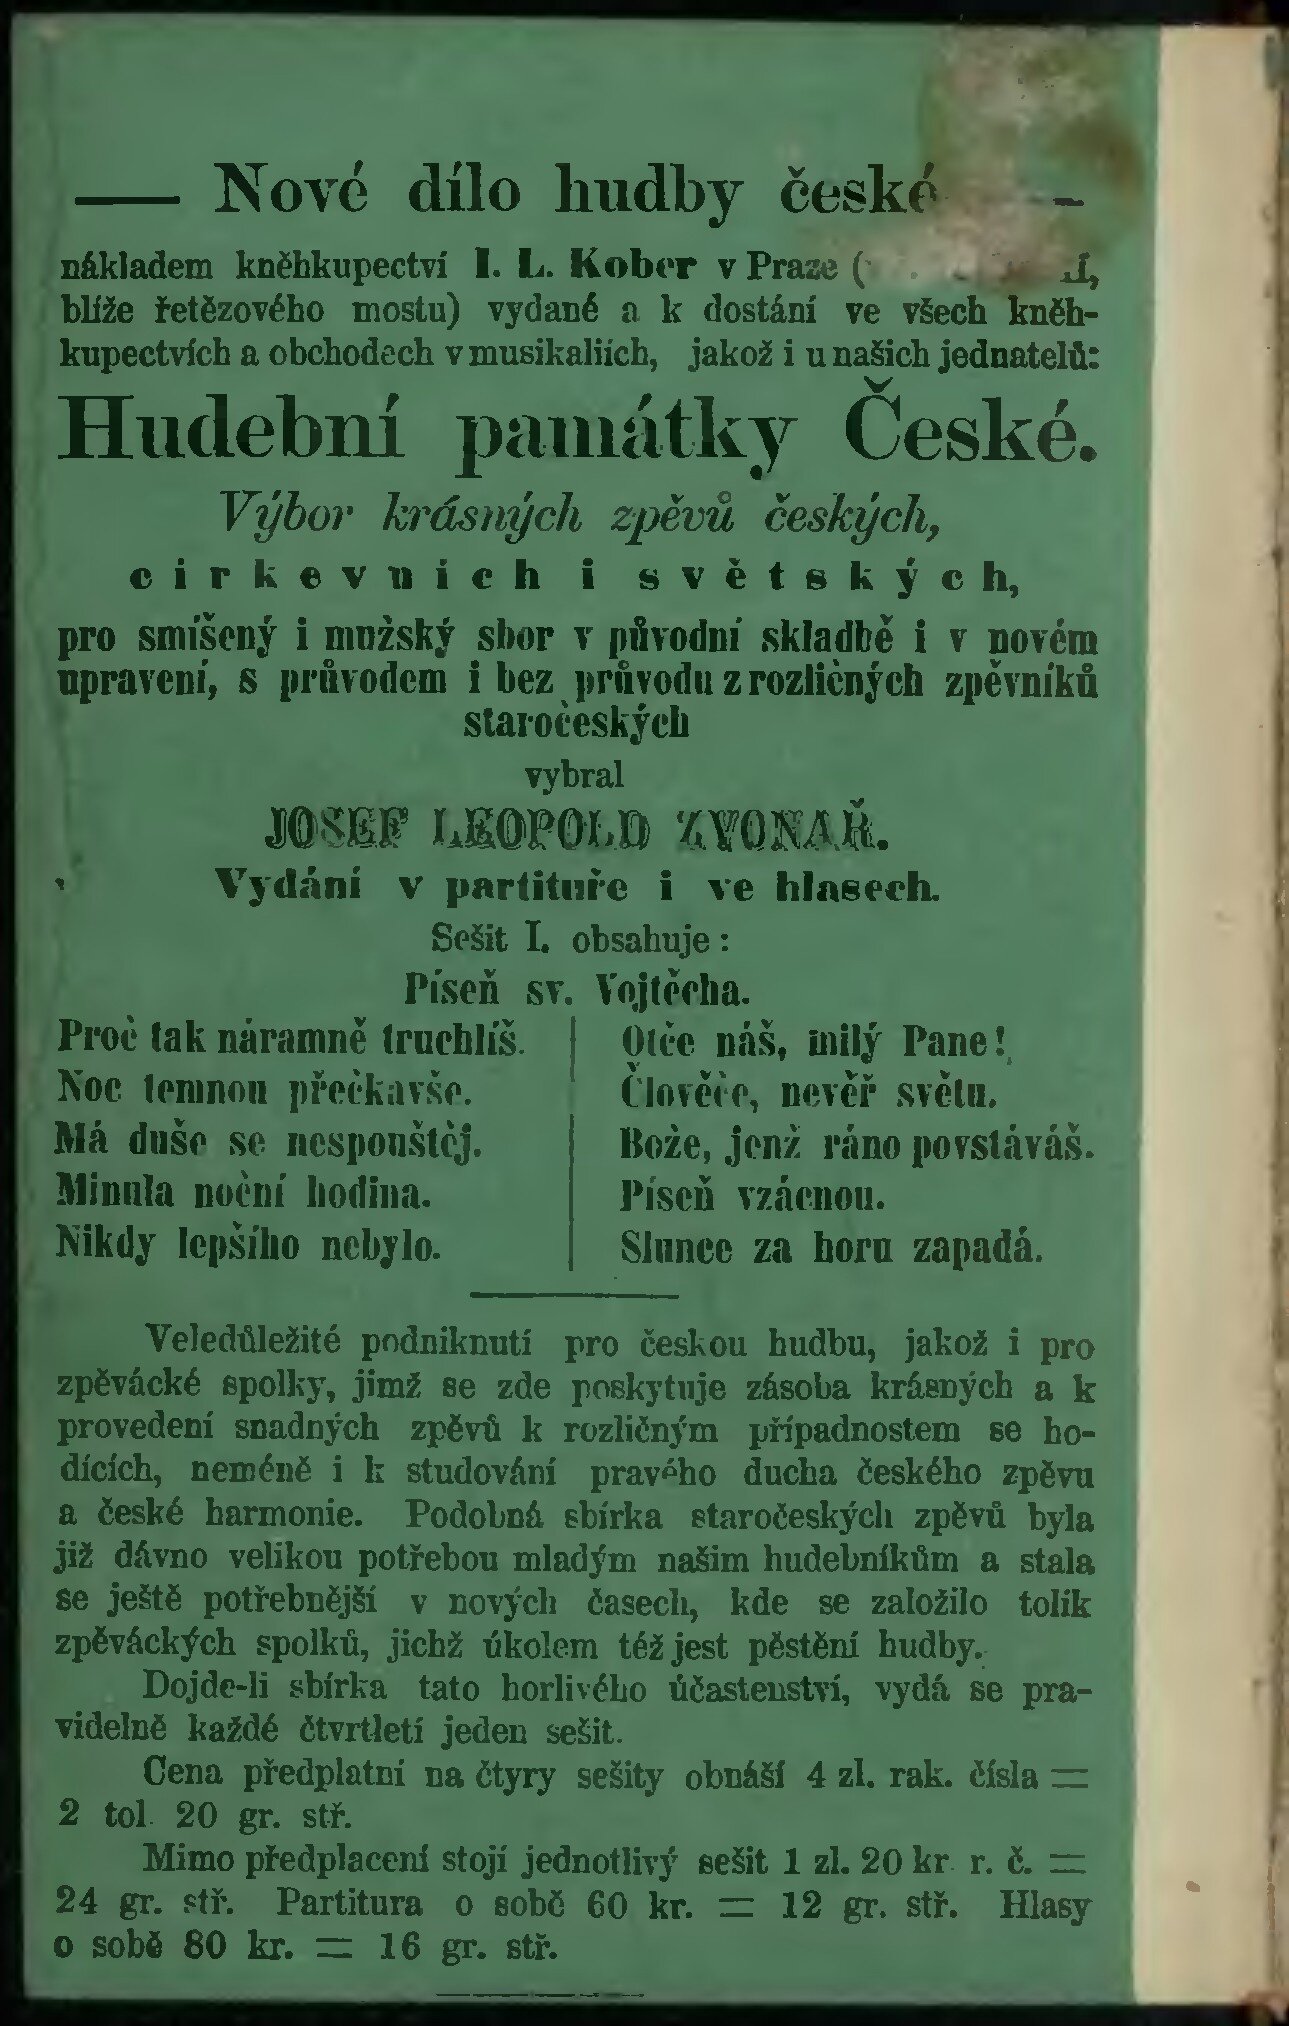 — Nové dílo hudby české —
nákladem kněhkupectví I. L. Kober v Praze (
blíže řetězového mostu) vydané a k dostání ve všech kněh-
kupectvích a obchodech v musikaliích, jakož i u našich jednatelů:
Hudební památky České.
Výbor krásných zpěvů českých,
cirkevních i světských,
pro smíšený i mužský sbor v původní skladbě i v novém
upravení, s průvodem i bez průvodu z rozličných zpěvníků
staročeských
vybral
JOSEF LEOPOLD ZVONAŘ.
Vydání v partituře i ve hlasech.
Sešit I. obsahuje:
Píseň sv. Vojtěcha.
Proč tak náramně truchlíš.
Noc temnou přečkavše.
Má duše se nespouštěj.
Minula noční hodina.
Nikdy lepšího nebylo.
Otče náš, milý Pane!
Člověče, nevěř světu.
Bože, jenž ráno povstáváš.
Píseň vzácnou.
Slunce za horu zapadá.
Veledůležité podniknutí pro českou hudbu, jakož i pro
zpěvácké spolky, jimž se zde poskytuje zásoba krásných a k
provedení snadných zpěvů k rozličným případnostem se ho-
dících, neméně i k studování pravého ducha českého zpěvu
a české harmonie. Podobná sbírka staročeských zpěvů byla
již dávno velikou potřebou mladým našim hudebníkům a stala
se ještě potřebnější v nových časech, kde se založilo tolik
zpěváckých spolků, jichž úkolem též jest pěstění hudby.
Dojde-li sbírka tato horlivého účastenství, vydá se pra-
videlně každé čtvrtletí jeden sešit.
Cena předplatní na čtyry sešity obnáší 4 zl. rak. čísla =
2 tol. 20 gr. stř.
Mimo předplacení stojí jednotlivý sešit 1 zl. 20 kr. r. č. =
24 gr. stř. Partitura o sobě 60 kr. = 12 gr. stř. Hlasy
o sobě 80 kr. = 16 gr. stř.